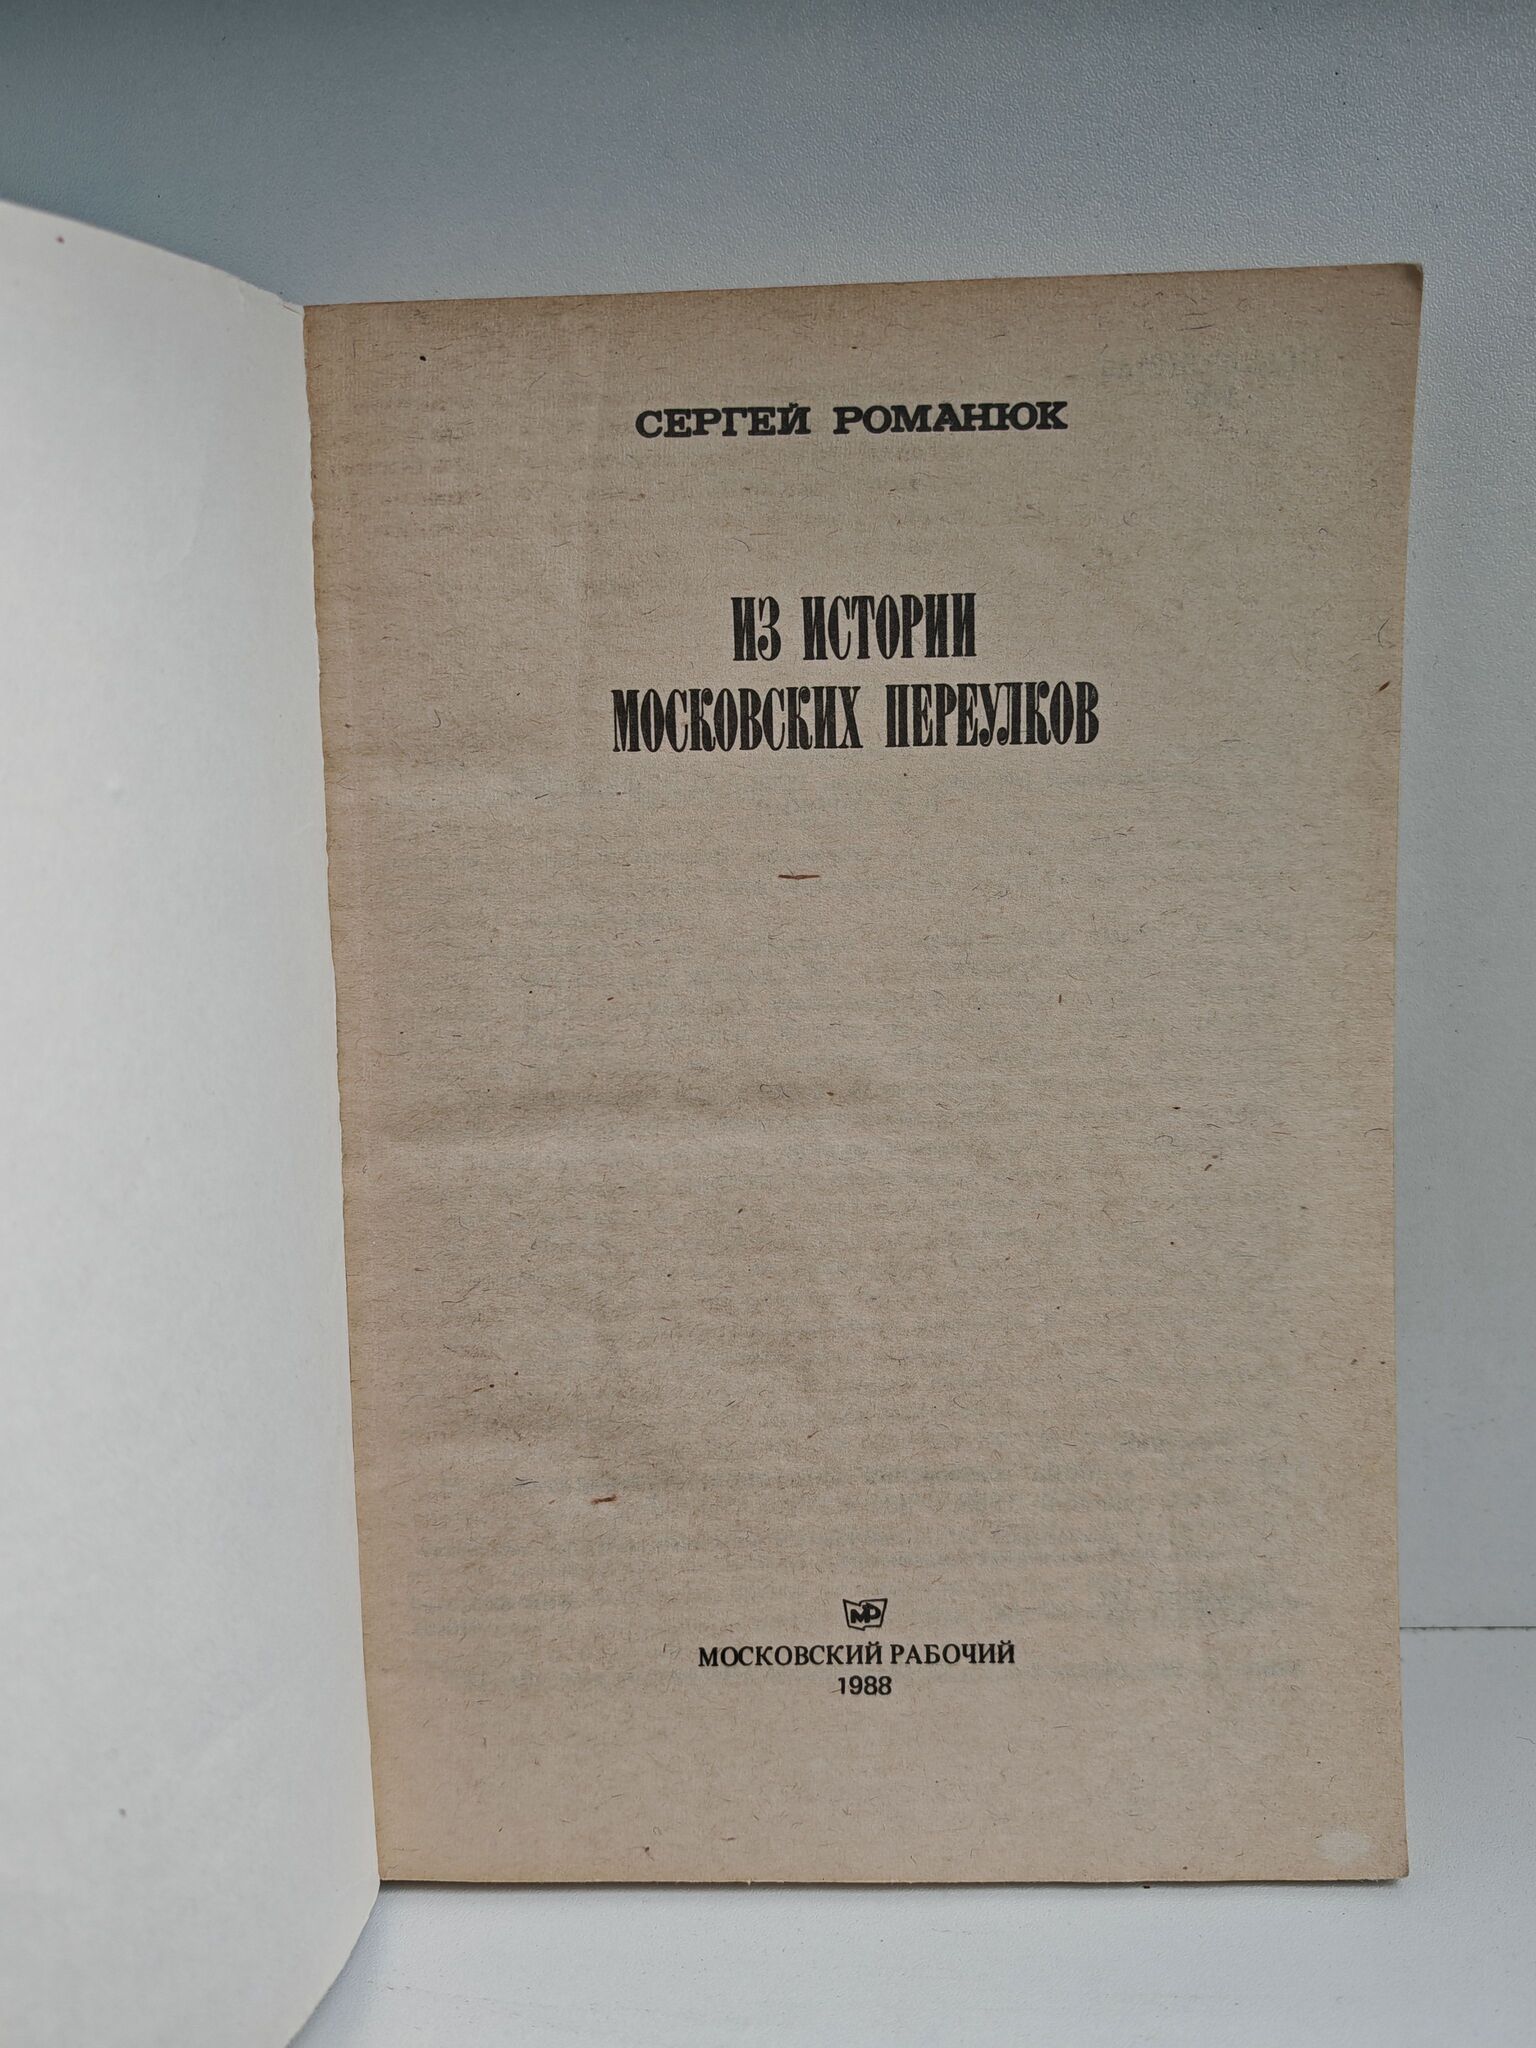 СЕРГЕЙ РОМАНЮК
ИЗ ИСТОРИИ
МОСКОВСКИХ ПЕРЕУЛКОВ
МР
МОСКОВСКИЙ РАБОЧИЙ
1988